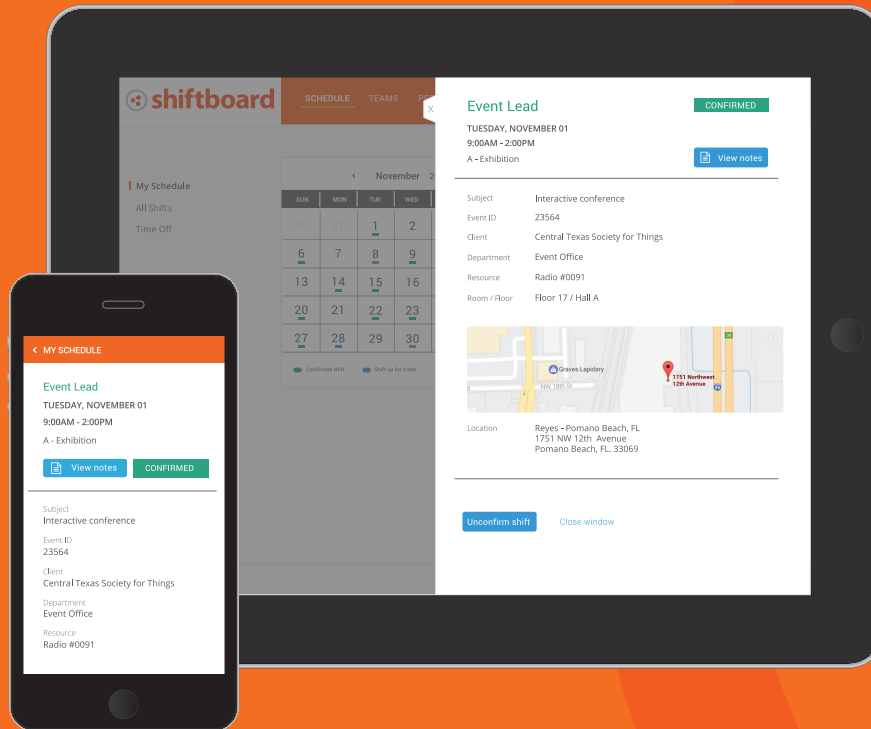 shiftboard
SCHEDULE TEAMS
My Schedule
All Shifts
Time Off
‹ November
SUN MON TUE WED
30 31 1 2
6 7 8 9
13 14 15 16
20 21 22 23
27 28 29 30
Confirmed shift Shift up for trade
X
Event Lead
CONFIRMED
TUESDAY, NOVEMBER 01
9:00AM - 2:00PM
A - Exhibition
View notes
Subject Interactive conference
Event ID 23564
Client Central Texas Society for Things
Department Event Office
Resource Radio #0091
Room / Floor Floor 17 / Hall A
Graves Lapidary
NW 18th St
1751 Northwest
12th Avenue
95
Location Reyes - Pomano Beach, FL
1751 NW 12th Avenue
Pomano Beach, FL. 33069
Unconfirm shift Close window
‹ MY SCHEDULE
Event Lead
TUESDAY, NOVEMBER 01
9:00AM - 2:00PM
A - Exhibition
View notes CONFIRMED
Subject
Interactive conference
Event ID
23564
Client
Central Texas Society for Things
Department
Event Office
Resource
Radio #0091